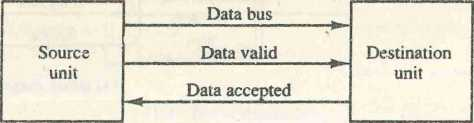 Data bus
Source unit
Data valid
Destination unit
Data accepted